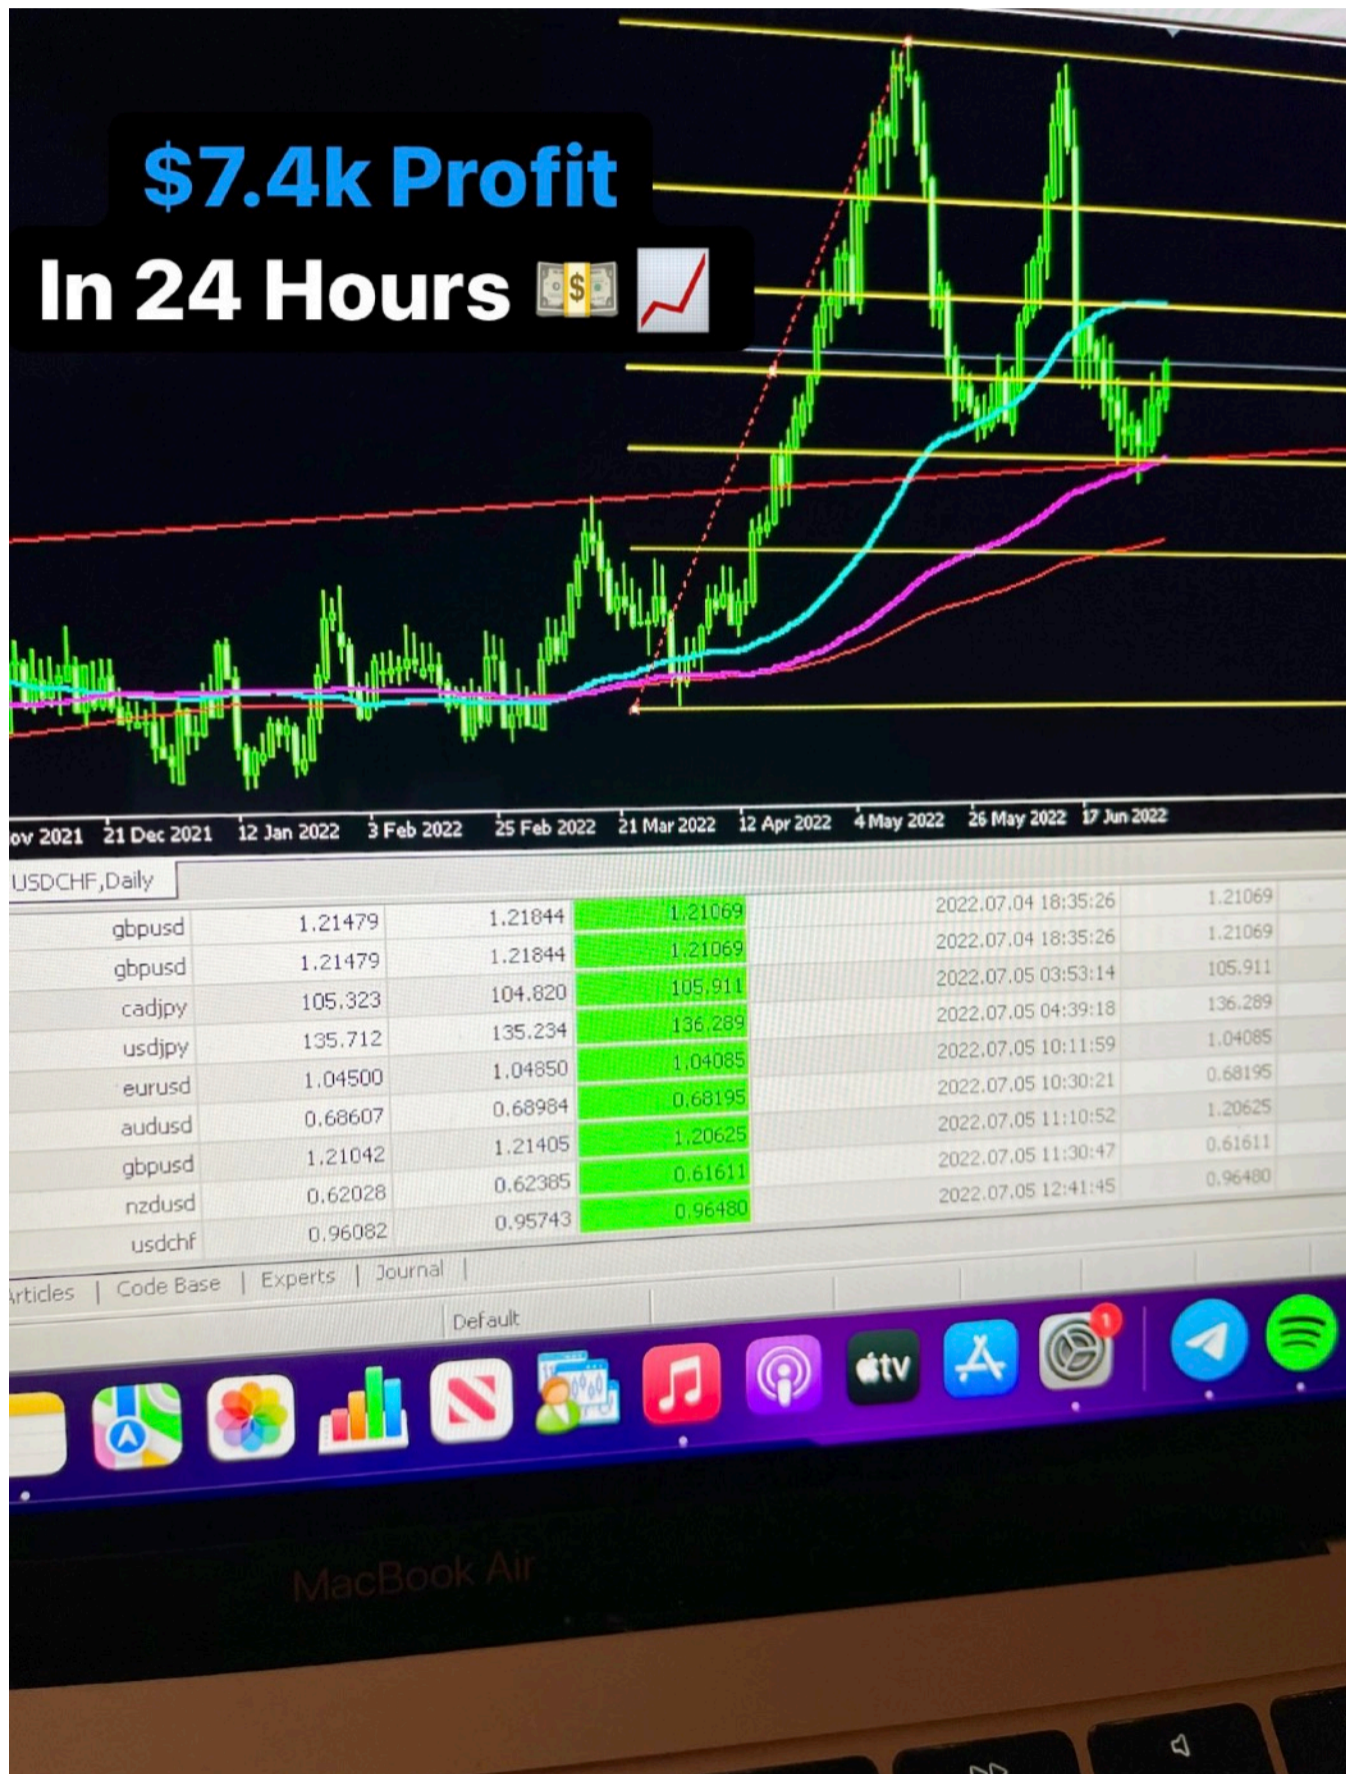 $7.4k Profit
In 24 Hours 💵📈
ov 2021 21 Dec 2021 12 Jan 2022 3 Feb 2022 25 Feb 2022 21 Mar 2022 12 Apr 2022 4 May 2022 26 May 2022 17 Jun 2022
USDCHF,Daily
gbpusd 1.21479 1.21844 1.21069 2022.07.04 18:35:26 1.21069
gbpusd 1.21479 1.21844 1.21069 2022.07.04 18:35:26 1.21069
cadjpy 105.323 104.820 105.911 2022.07.05 03:53:14 105.911
usdjpy 135.712 135.234 136.289 2022.07.05 04:39:18 136.289
eurusd 1.04500 1.04850 1.04085 2022.07.05 10:11:59 1.04085
audusd 0.68607 0.68984 0.68195 2022.07.05 10:30:21 0.68195
gbpusd 1.21042 1.21405 1.20625 2022.07.05 11:10:52 1.20625
nzdusd 0.62028 0.62385 0.61611 2022.07.05 11:30:47 0.61611
usdchf 0.96082 0.95743 0.96480 2022.07.05 12:41:45 0.96480
Articles | Code Base | Experts | Journal |
Default
tv
1
MacBook Air